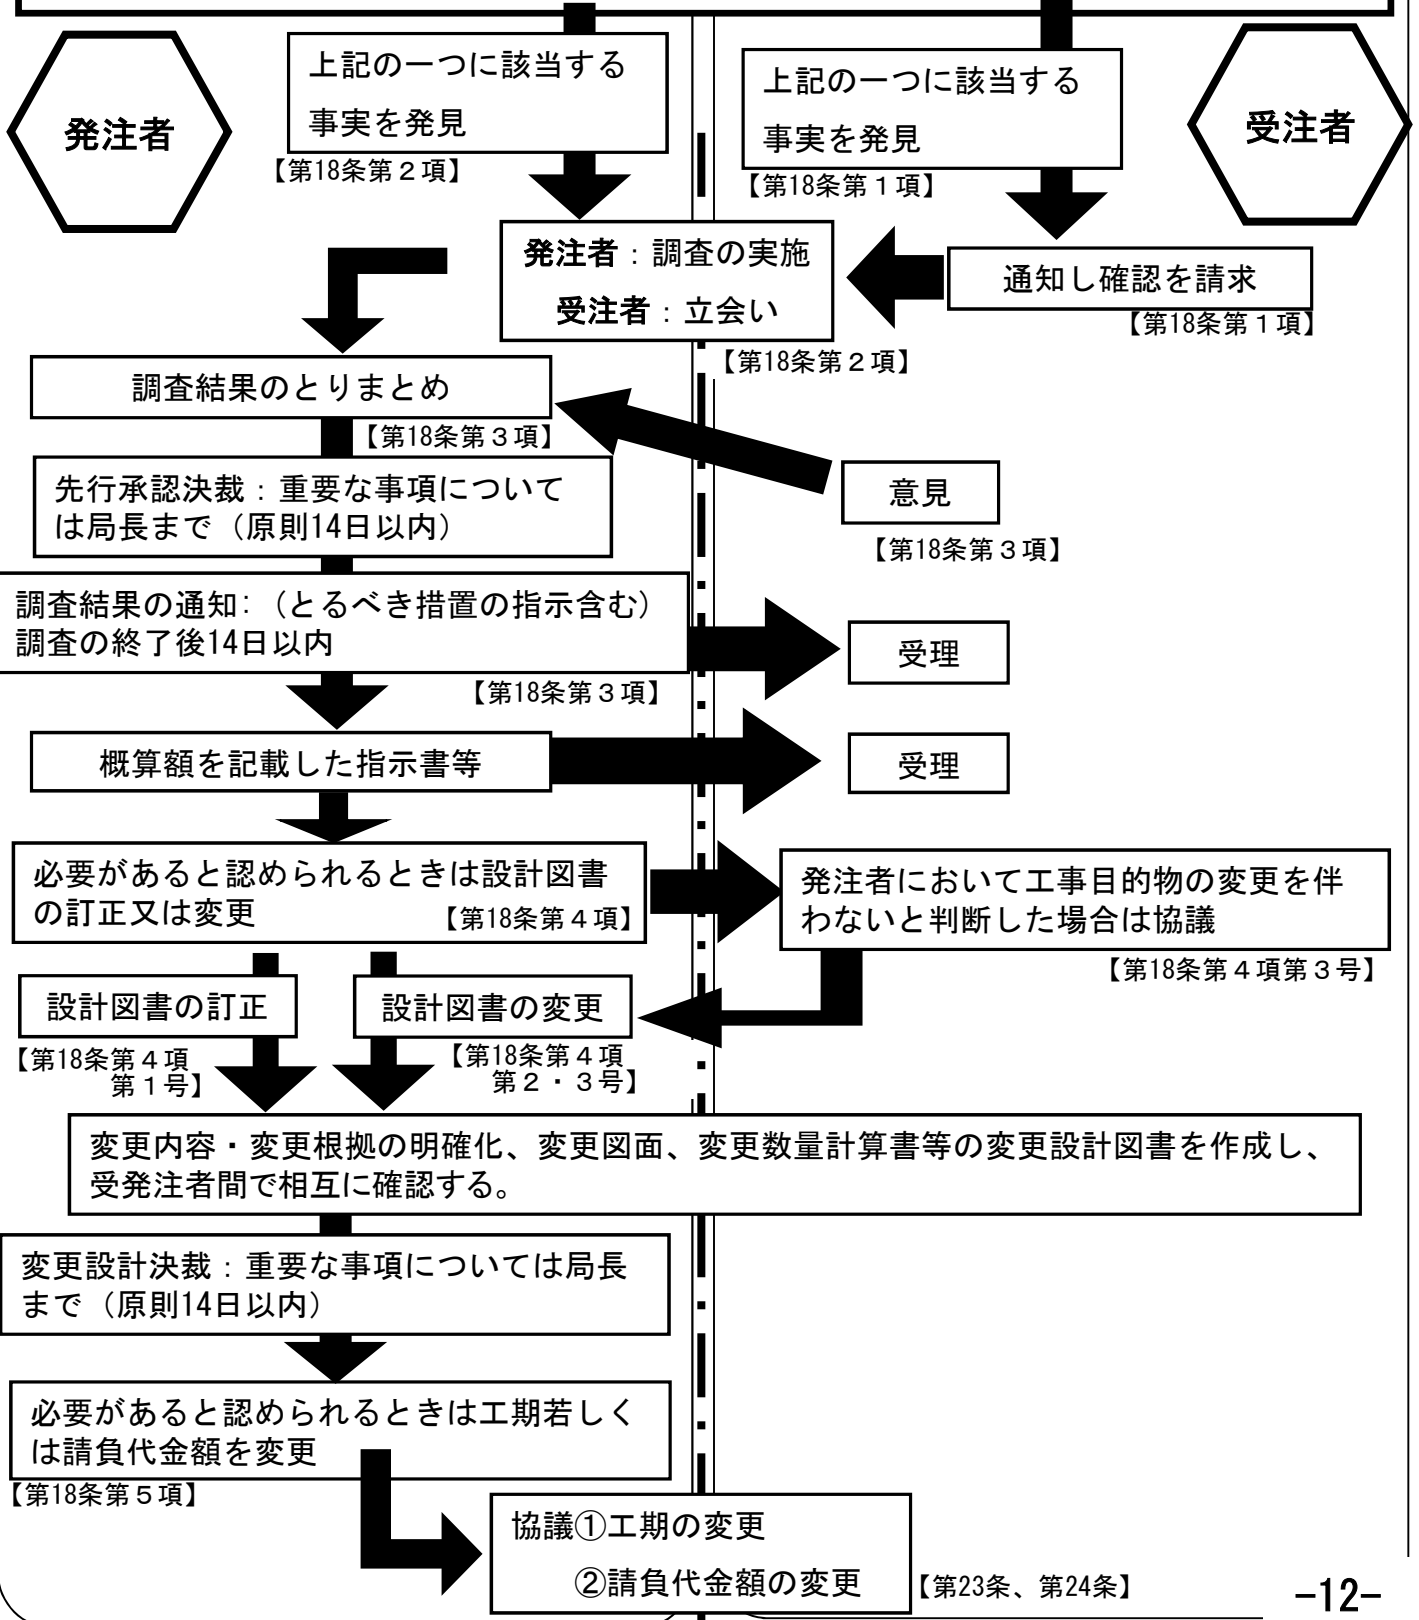 発注者
上記の一つに該当する
事実を発見
【第18条第２項】
上記の一つに該当する
事実を発見
【第18条第１項】
受注者
発注者：調査の実施
受注者：立会い
【第18条第２項】
通知し確認を請求
【第18条第１項】
調査結果のとりまとめ
【第18条第３項】
意見
【第18条第３項】
先行承認決裁：重要な事項について
は局長まで（原則14日以内）
調査結果の通知：（とるべき措置の指示含む）
調査の終了後14日以内
【第18条第３項】
受理
概算額を記載した指示書等
受理
必要があると認められるときは設計図書
の訂正又は変更
【第18条第４項】
発注者において工事目的物の変更を伴
わないと判断した場合は協議
【第18条第４項第３号】
設計図書の訂正
【第18条第４項
第１号】
設計図書の変更
【第18条第４項
第２・３号】
変更内容・変更根拠の明確化、変更図面、変更数量計算書等の変更設計図書を作成し、
受発注者間で相互に確認する。
変更設計決裁：重要な事項については局長
まで（原則14日以内）
必要があると認められるときは工期若しく
は請負代金額を変更
【第18条第５項】
協議①工期の変更
②請負代金額の変更
【第23条、第24条】
−12−